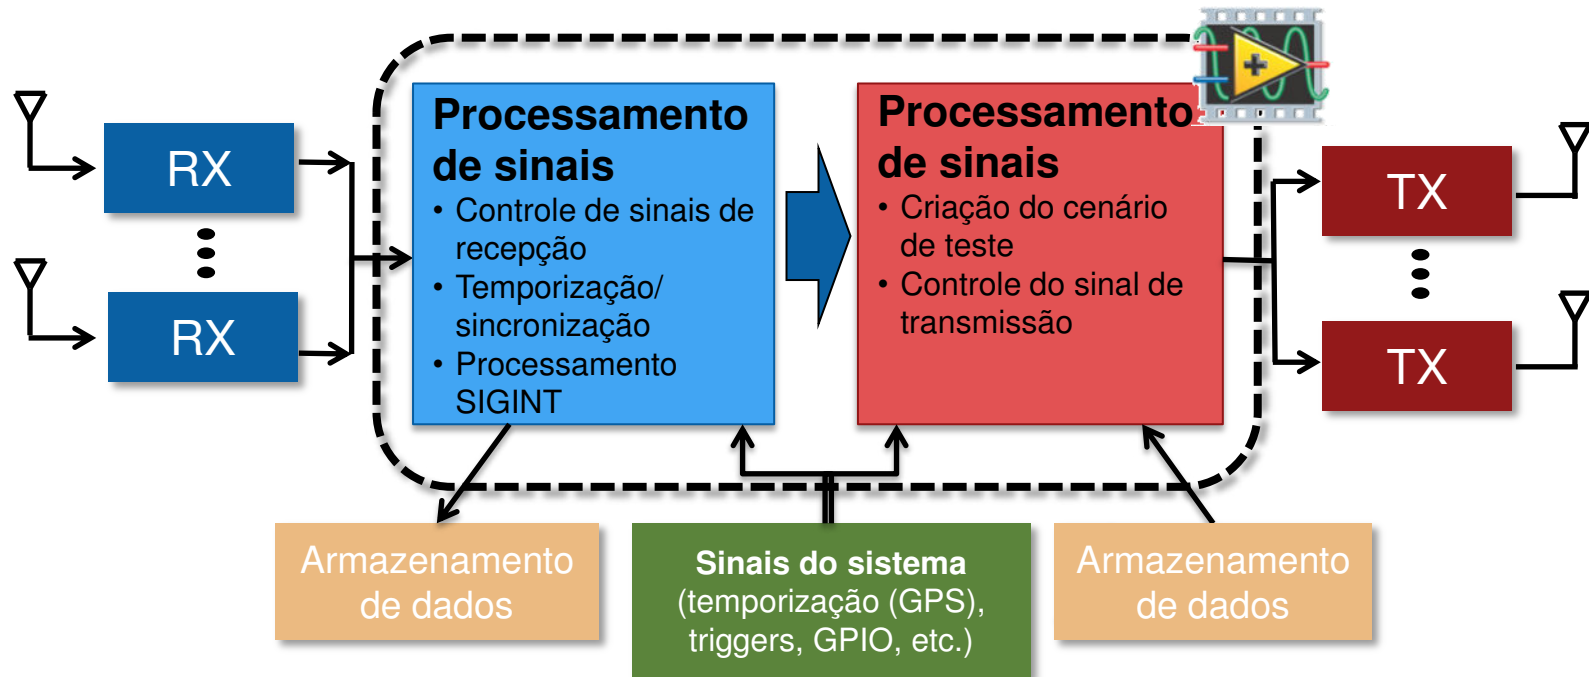 RX
RX
Processamento
de sinais
• Controle de sinais de
recepção
• Temporização/
sincronização
• Processamento
SIGINT
Processamento
de sinais
• Criação do cenário
de teste
• Controle do sinal de
transmissão
TX
TX
Armazenamento
de dados
Sinais do sistema
(temporização (GPS),
triggers, GPIO, etc.)
Armazenamento
de dados